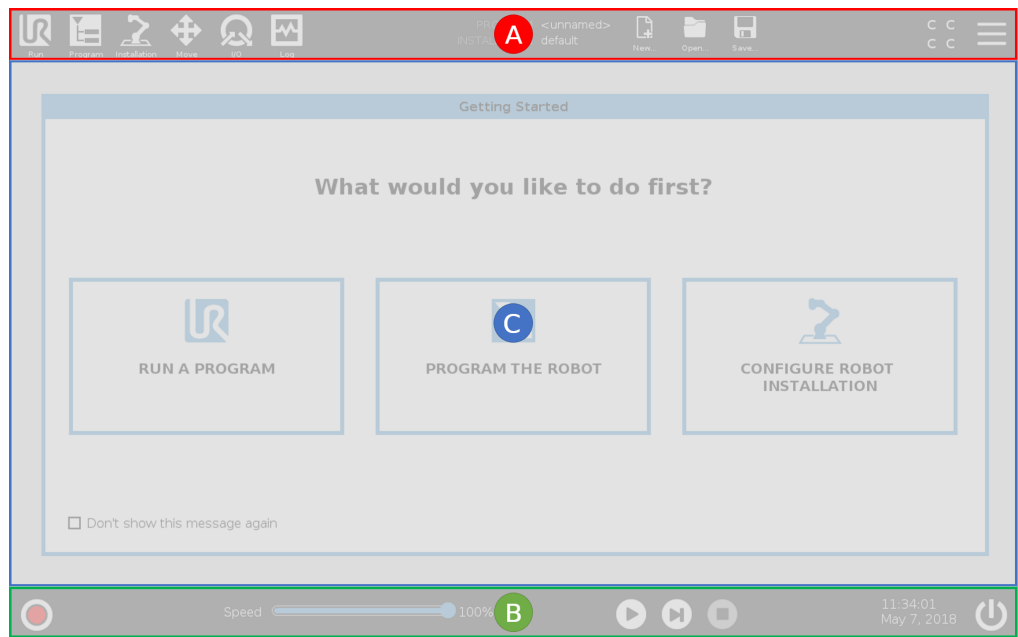 Run Program Installation Move I/O Log
PR
<unnamed>
INSTAL
default
New... Open... Save...
C C
C C
A
Getting Started
What would you like to do first?
C
RUN A PROGRAM
PROGRAM THE ROBOT
CONFIGURE ROBOT
INSTALLATION
Don't show this message again
Speed
100%
B
11:34:01
May 7, 2018